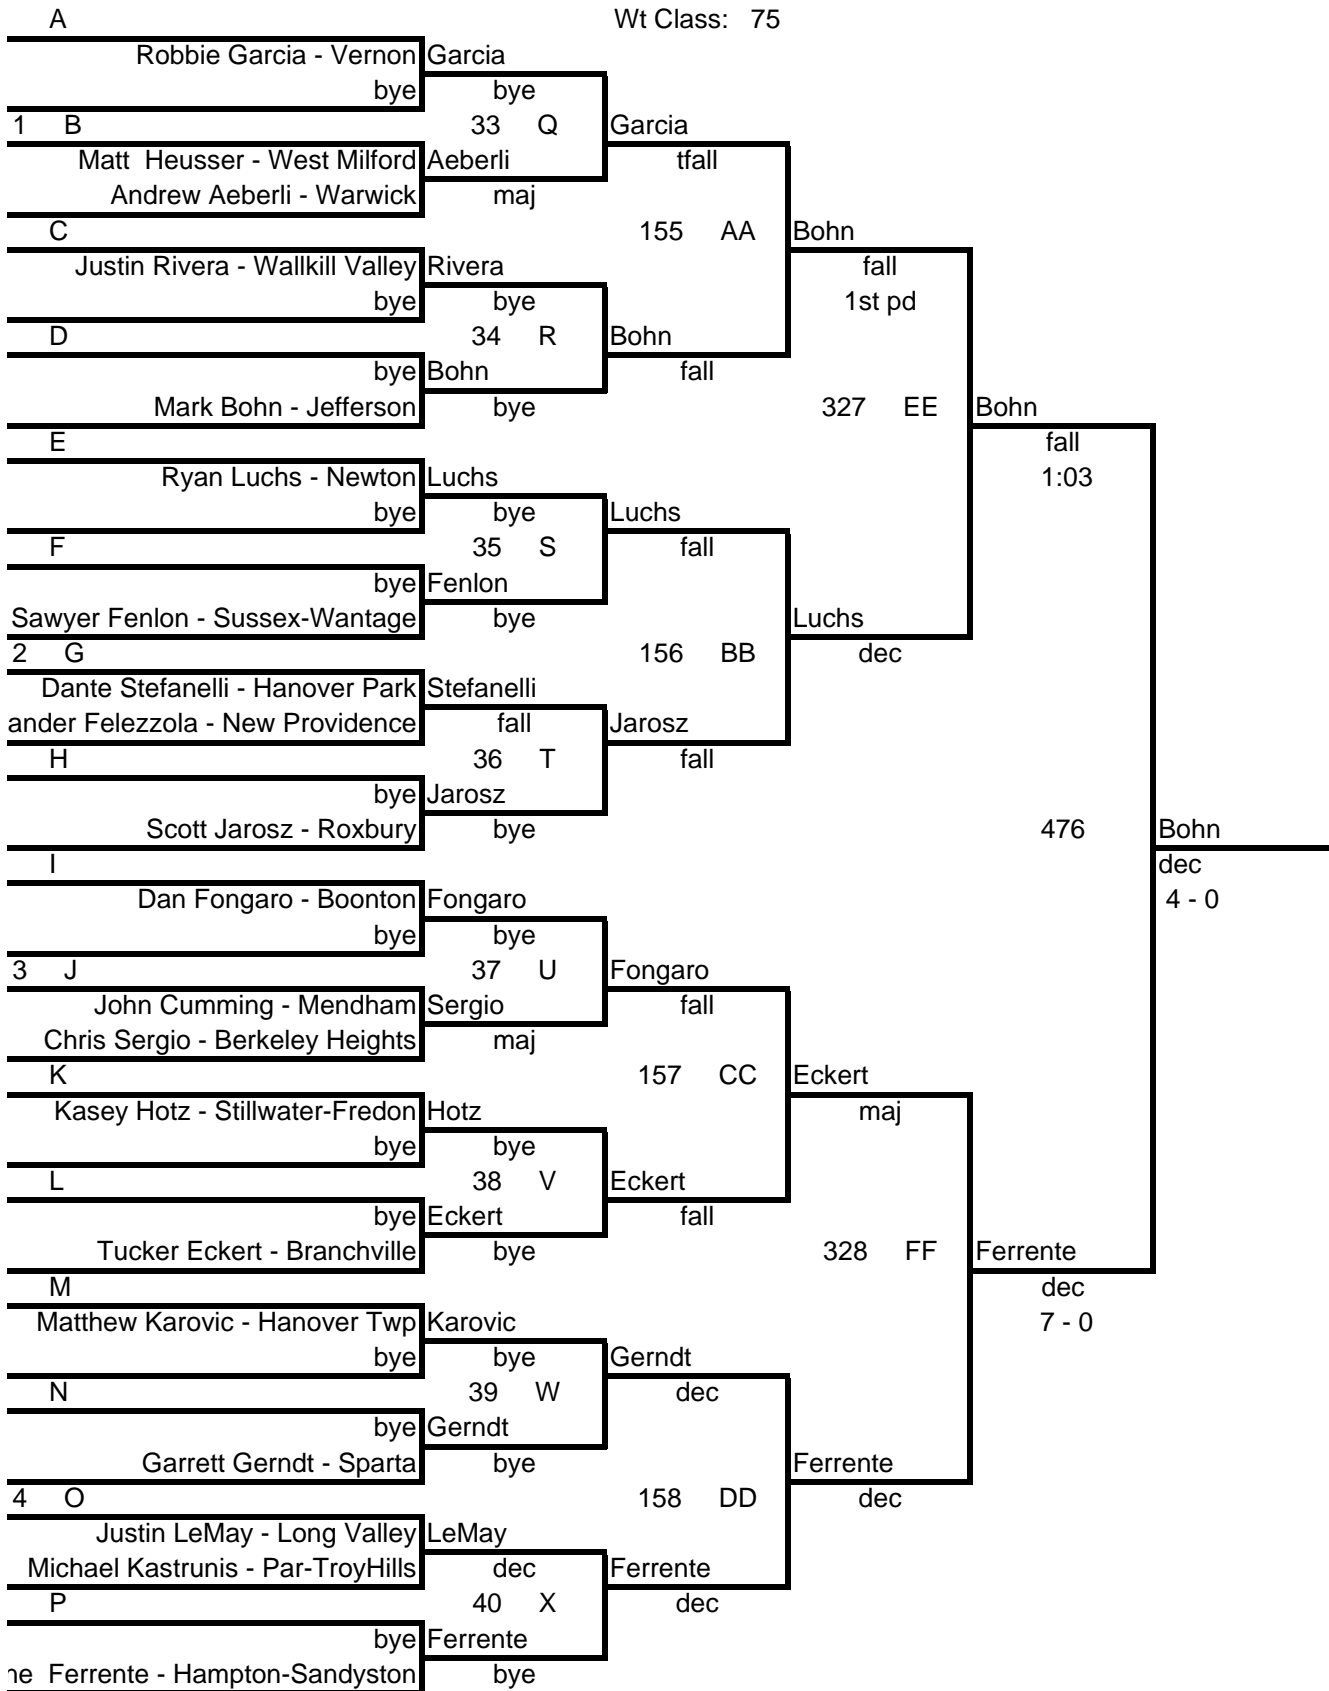 A Wt Class: 75
Robbie Garcia - Vernon Garcia
bye bye
1 B 33 Q Garcia
Matt Heusser - West Milford Aeberli tfall
Andrew Aeberli - Warwick maj
C 155 AA Bohn
Justin Rivera - Wallkill Valley Rivera fall
bye bye 1st pd
D 34 R Bohn
bye Bohn fall
Mark Bohn - Jefferson bye 327 EE Bohn
E fall
Ryan Luchs - Newton Luchs 1:03
bye bye Luchs
F 35 S fall
bye Fenlon
Sawyer Fenlon - Sussex-Wantage bye Luchs
2 G 156 BB dec
Dante Stefanelli - Hanover Park Stefanelli
ander Felezzola - New Providence fall Jarosz
H 36 T fall
bye Jarosz
Scott Jarosz - Roxbury bye 476 Bohn
I dec
Dan Fongaro - Boonton Fongaro 4 - 0
bye bye
3 J 37 U Fongaro
John Cumming - Mendham Sergio fall
Chris Sergio - Berkeley Heights maj
K 157 CC Eckert
Kasey Hotz - Stillwater-Fredon Hotz maj
bye bye
L 38 V Eckert
bye Eckert fall
Tucker Eckert - Branchville bye 328 FF Ferrente
M dec
Matthew Karovic - Hanover Twp Karovic 7 - 0
bye bye Gerndt
N 39 W dec
bye Gerndt
Garrett Gerndt - Sparta bye Ferrente
4 O 158 DD dec
Justin LeMay - Long Valley LeMay
Michael Kastrunis - Par-TroyHills dec Ferrente
P 40 X dec
bye Ferrente
ne Ferrente - Hampton-Sandyston bye